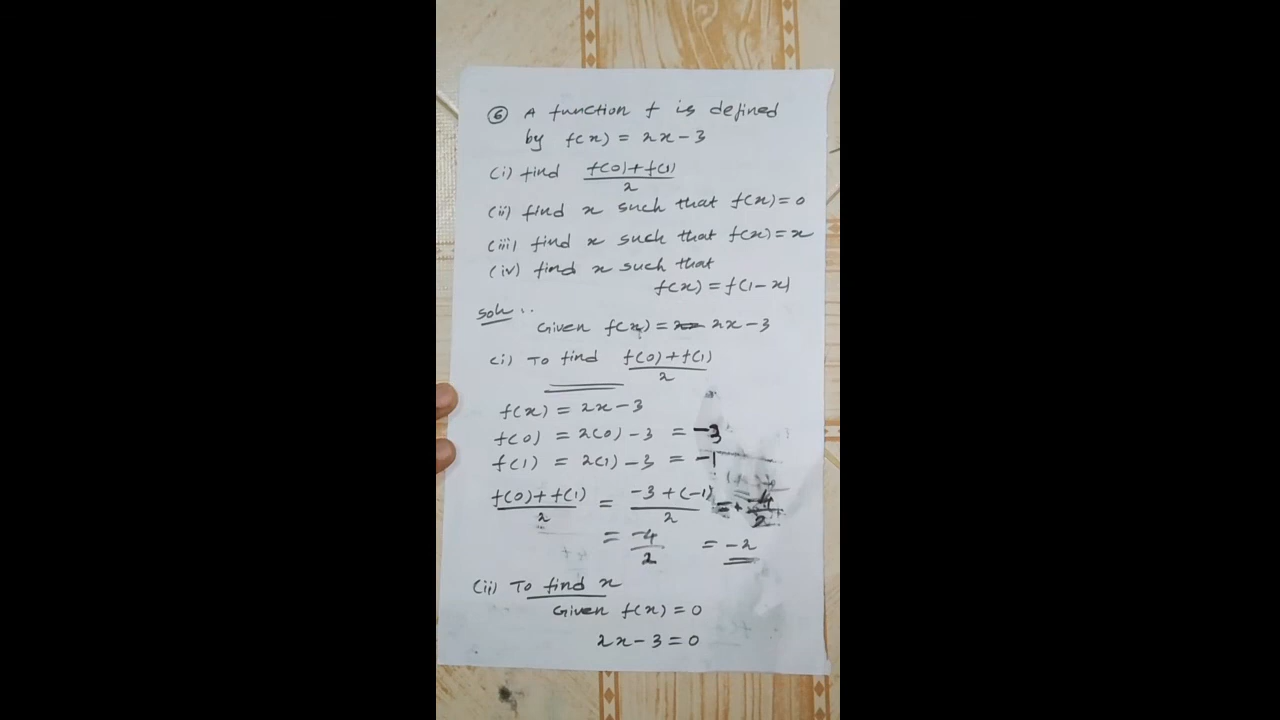 ⑥ A function f is defined
by f(x) = 2x-3
(i) find f(0)+f(1)/2
(ii) find x such that f(x)=0
(iii) find x such that f(x)=x
(iv) find x such that
f(x) = f(1-x)
Soln:.
Given f(x) = 2x-3
(i) To find f(0)+f(1)/2
f(x) = 2x-3
f(0) = 2(0)-3 = -3
f(1) = 2(1)-3 = -1
f(0)+f(1)/2 = -3+(-1)/2 = -4/2
= -4/2 = -2
(ii) To find x
Given f(x) = 0
2x-3=0